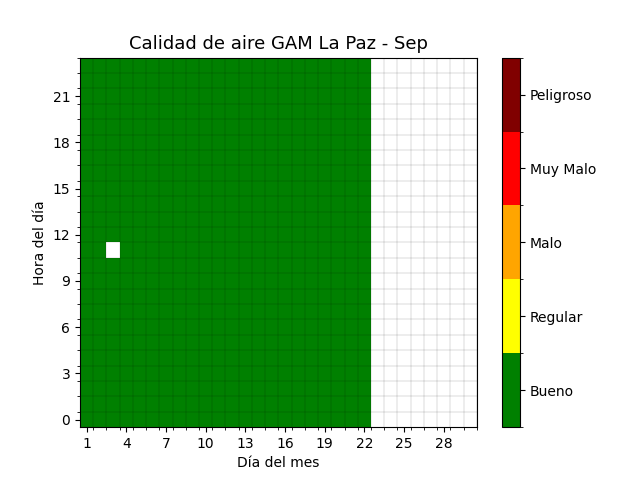 Calidad de aire GAM La Paz - Sep
Hora del día
21
18
15
12
9
6
3
0
1 4 7 10 13 16 19 22 25 28
Día del mes
Peligroso
Muy Malo
Malo
Regular
Bueno